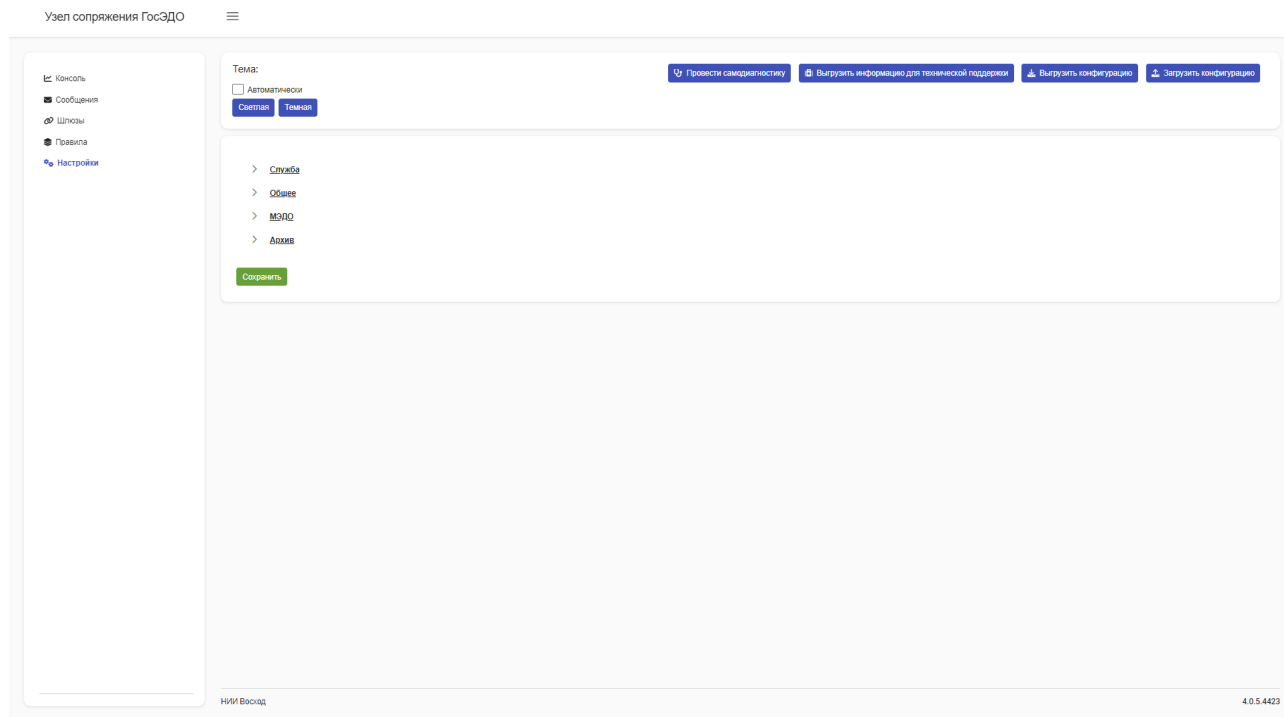 Узел сопряжения ГосЭДО
Консоль
Сообщения
Шлюзы
Правила
Настройки
Тема:
Автоматически
Светлая Темная
Провести самодиагностику Выгрузить информацию для технической поддержки Выгрузить конфигурацию Загрузить конфигурацию
Служба
Общее
МЭДО
Архив
Сохранить
НИИ Восход 4.0.5.4423